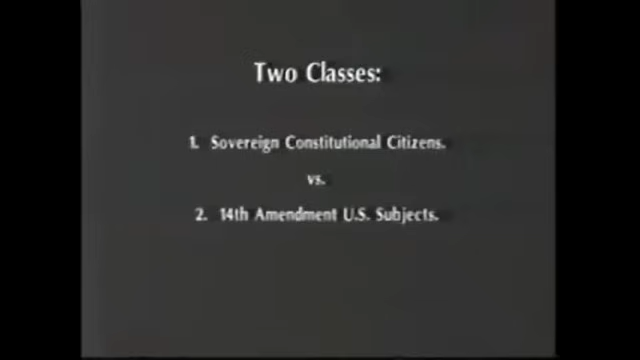 Two Classes:
1. Sovereign Constitutional Citizens.
vs.
2. 14th Amendment U.S. Subjects.